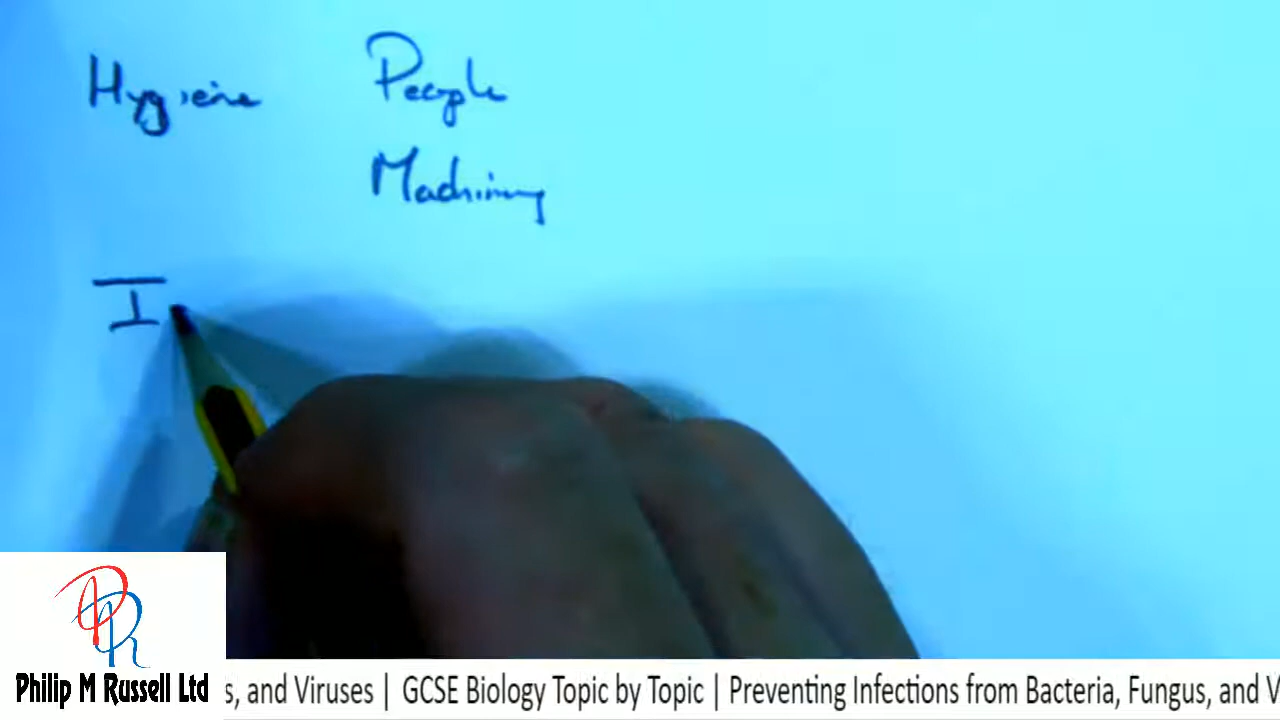 Hygiene People
Machinery
I
Philip M Russell Ltd
s, and Viruses | GCSE Biology Topic by Topic | Preventing Infections from Bacteria, Fungus, and V